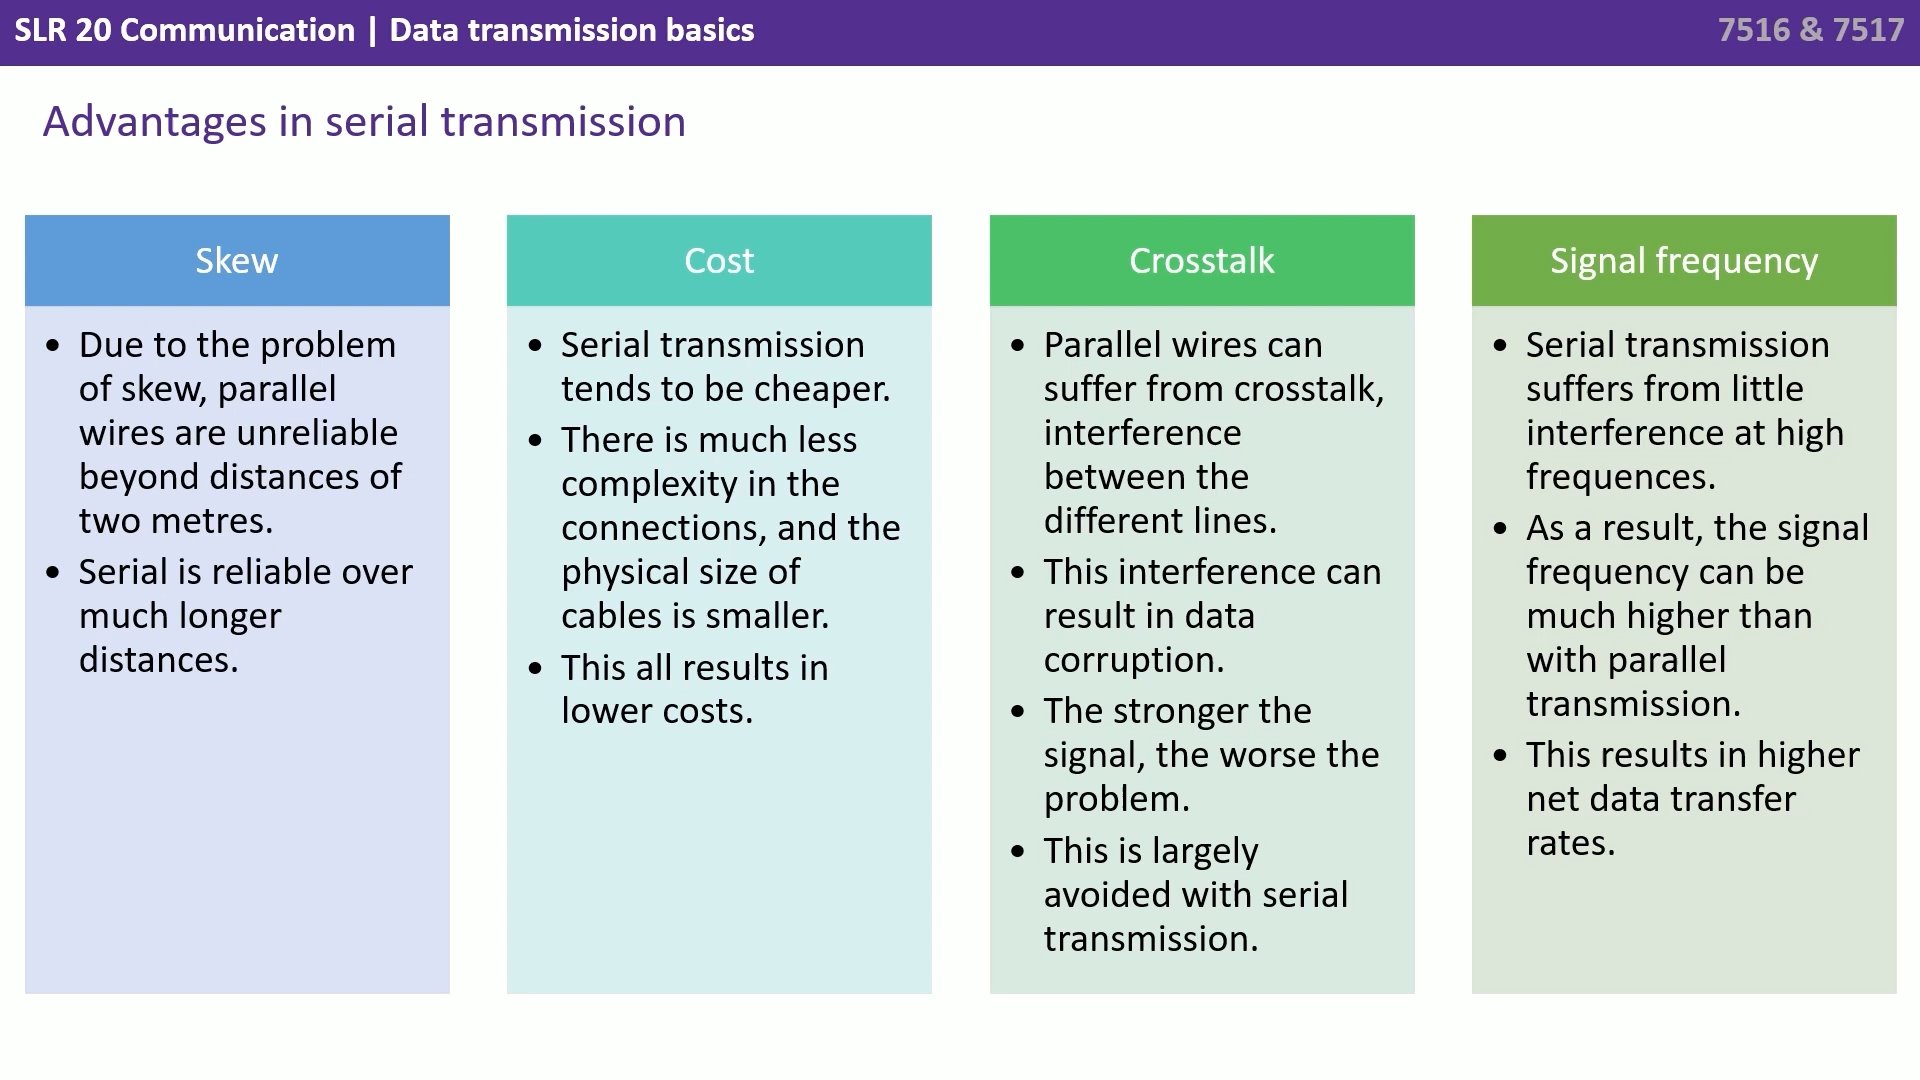 SLR 20 Communication | Data transmission basics
7516 & 7517
Advantages in serial transmission
Skew
• Due to the problem
of skew, parallel
wires are unreliable
beyond distances of
two metres.
• Serial is reliable over
much longer
distances.
Cost
• Serial transmission
tends to be cheaper.
• There is much less
complexity in the
connections, and the
physical size of
cables is smaller.
• This all results in
lower costs.
Crosstalk
• Parallel wires can
suffer from crosstalk,
interference
between the
different lines.
• This interference can
result in data
corruption.
• The stronger the
signal, the worse the
problem.
• This is largely
avoided with serial
transmission.
Signal frequency
• Serial transmission
suffers from little
interference at high
frequences.
• As a result, the signal
frequency can be
much higher than
with parallel
transmission.
• This results in higher
net data transfer
rates.